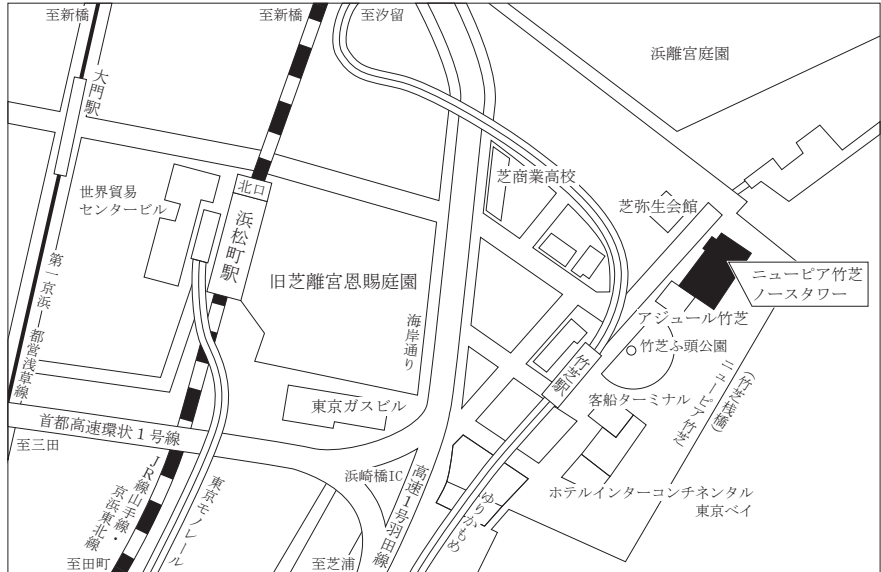 至新橋
至新橋
至汐留
浜離宮庭園
大門駅
芝商業高校
世界貿易
センタービル
北口
浜松町駅
芝弥生会館
旧芝離宮恩賜庭園
ニューピア竹芝
ノースタワー
第一京浜
都営浅草線
海岸通り
アジュール竹芝
竹芝ふ頭公園
竹芝駅
(竹芝桟橋)
ニューピア竹芝
東京ガスビル
客船ターミナル
首都高速環状1号線
至三田
浜崎橋IC
高速1号羽田線
ゆりかもめ
ホテルインターコンチネンタル
東京ベイ
JR線山手線・
京浜東北線
東京モノレール
至田町
至芝浦